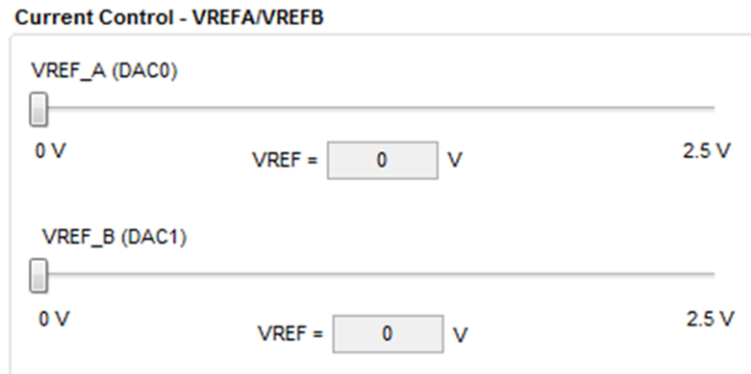 Current Control - VREFA/VREFB
VREF_A (DAC0)
0 V
VREF = 0 V
2.5 V
VREF_B (DAC1)
0 V
VREF = 0 V
2.5 V